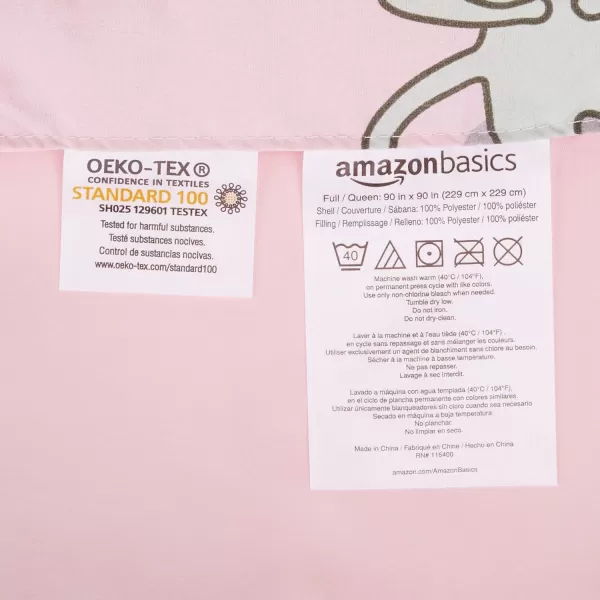 OEKO-TEX®
CONFIDENCE IN TEXTILES
STANDARD 100
SH025 129601 TESTEX
Tested for harmful substances.
Testé substances nocives.
Control de sustancias nocivas.
www.oeko-tex.com/standard100
amazonbasics
Full / Queen: 90 in x 90 in (229 cm x 229 cm)
Shell / Couverture / Sábana: 100% Polyester / 100% poliéster
Filling / Remplissage / Relleno: 100% Polyester / 100% poliéster
40
Machine wash warm (40°C / 104°F),
on permanent press cycle with like colors.
Use only non-chlorine bleach when needed.
Tumble dry low.
Do not iron.
Do not dry-clean.
Laver à la machine et à l'eau tiède (40°C / 104°F).
en cycle sans repassage et sans mélanger les couleurs.
Utiliser exclusivement un agent de blanchiment sans chlore au besoin.
Sécher à la machine à basse température.
Ne pas repasser.
Lavage à sec interdit.
Lavado a máquina con agua templada (40°C / 104°F),
en el ciclo de plancha permanente con colores similares.
Utilizar únicamente blanqueadores sin cloro cuando sea necesario.
Secado en máquina a baja temperatura.
No planchar.
No limpiar en seco.
Made in China / Fabriqué en Chine / Hecho en China
RN# 115400
amazon.com/AmazonBasics